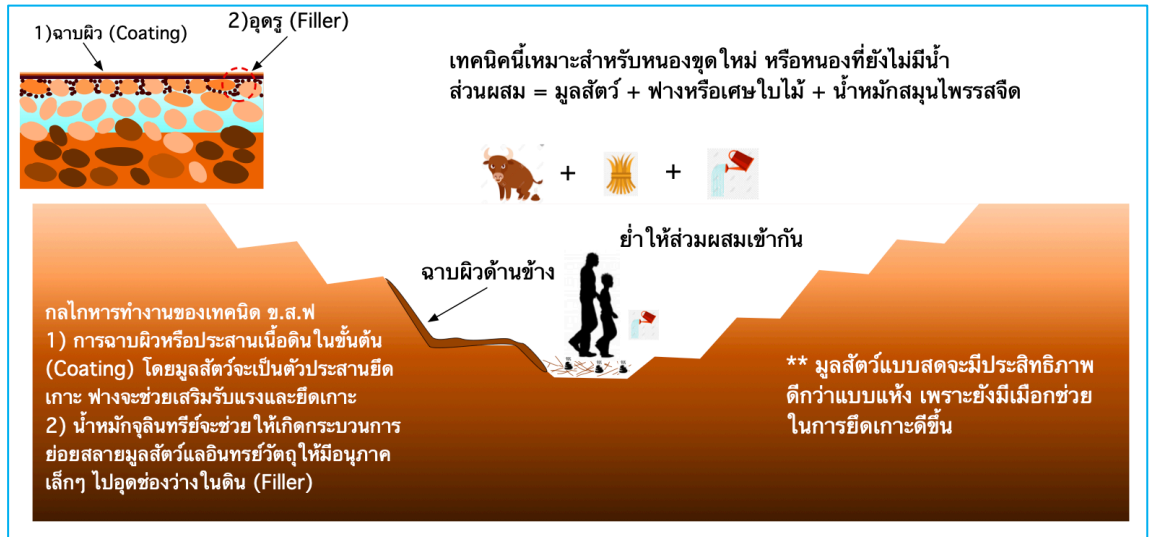 1)ฉาบผิว (Coating)
2)อุดรู (Filler)
เทคนิคนี้เหมาะสำหรับหนองขุดใหม่ หรือหนองที่ยังไม่มีน้ำ
ส่วนผสม = มูลสัตว์ + ฟางหรือเศษใบไม้ + น้ำหมักสมุนไพรรสจืด
+ +
ย่ำให้ส่วมผสมเข้ากัน
ฉาบผิวด้านข้าง
กลไกหารทำงานของเทคนิด ข.ส.ฟ
1) การฉาบผิวหรือประสานเนื้อดินในขั้นต้น
(Coating) โดยมูลสัตว์จะเป็นตัวประสานยึด
เกาะ ฟางจะช่วยเสริมรับแรงและยึดเกาะ
2) น้ำหมักจุลินทรีย์จะช่วยให้เกิดกระบวนการ
ย่อยสลายมูลสัตว์แลอินทรย์วัตถุให้มีอนุภาค
เล็กๆ ไปอุดช่องว่างในดิน (Filler)
** มูลสัตว์แบบสดจะมีประสิทธิภาพ
ดีกว่าแบบแห้ง เพราะยังมีเมือกช่วย
ในการยึดเกาะดีขึ้น